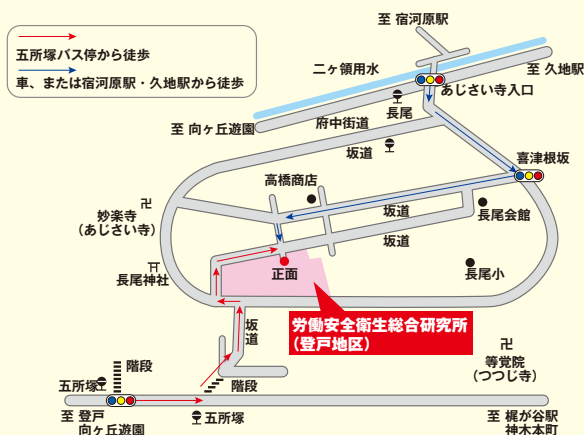 至 宿河原駅
五所塚バス停から徒歩
車、または宿河原駅・久地駅から徒歩
二ヶ領用水
至 久地駅
あじさい寺入口
長尾
府中街道
至 向ヶ丘遊園
坂道
喜津根坂
高橋商店
妙楽寺
（あじさい寺）
坂道
長尾会館
坂道
長尾神社
正面
長尾小
労働安全衛生総合研究所
（登戸地区）
坂道
等覚院
（つつじ寺）
階段
五所塚
階段
五所塚
至 登戸
向ヶ丘遊園
至 梶が谷駅
神木本町